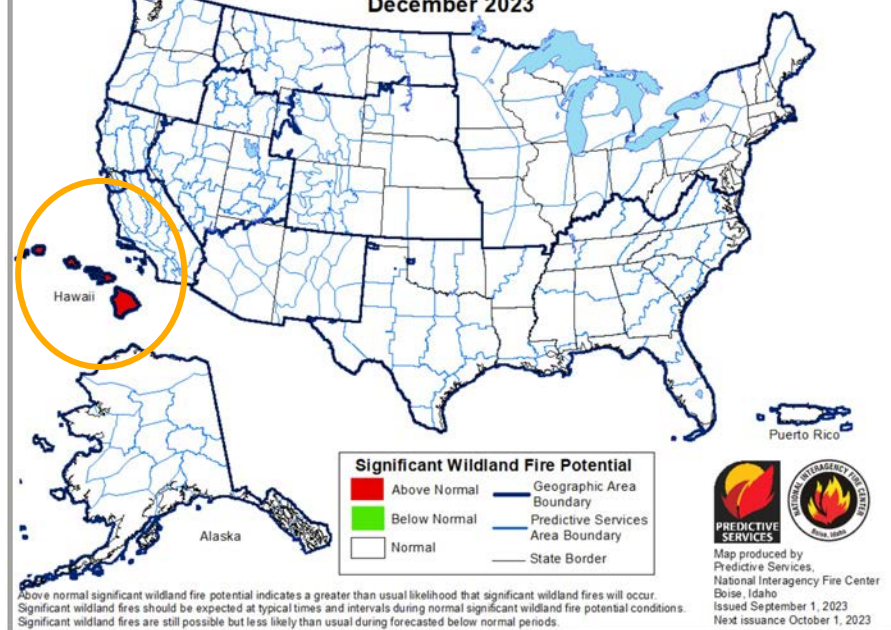 December 2023
Hawaii
Alaska
Puerto Rico
Significant Wildland Fire Potential
Above Normal
Below Normal
Normal
Geographic Area
Boundary
Predictive Services
Area Boundary
State Border
PREDICTIVE
SERVICES
NATIONAL INTERAGENCY FIRE CENTER
Boise, Idaho
Map produced by
Predictive Services,
National Interagency Fire Center
Boise, Idaho
Issued September 1, 2023
Next issuance October 1, 2023
Above normal significant wildland fire potential indicates a greater than usual likelihood that significant wildland fires will occur.
Significant wildland fires should be expected at typical times and intervals during normal significant wildland fire potential conditions.
Significant wildland fires are still possible but less likely than usual during forecasted below normal periods.